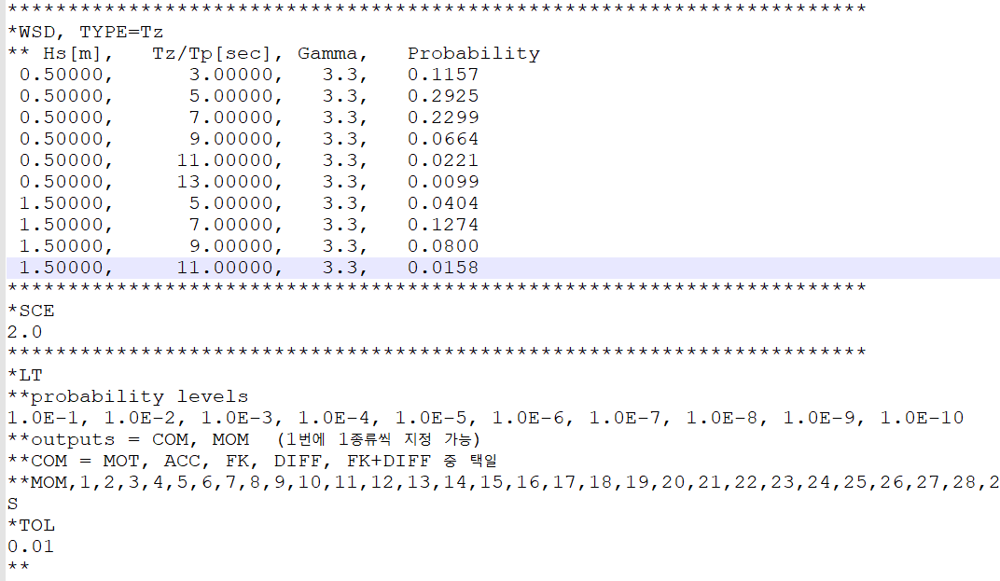 ***********************************************************************
*WSD, TYPE=Tz
** Hs[m], Tz/Tp[sec], Gamma, Probability
0.50000, 3.00000, 3.3, 0.1157
0.50000, 5.00000, 3.3, 0.2925
0.50000, 7.00000, 3.3, 0.2299
0.50000, 9.00000, 3.3, 0.0664
0.50000, 11.00000, 3.3, 0.0221
0.50000, 13.00000, 3.3, 0.0099
1.50000, 5.00000, 3.3, 0.0404
1.50000, 7.00000, 3.3, 0.1274
1.50000, 9.00000, 3.3, 0.0800
1.50000, 11.00000, 3.3, 0.0158
***********************************************************************
*SCE
2.0
***********************************************************************
*LT
**probability levels
1.0E-1, 1.0E-2, 1.0E-3, 1.0E-4, 1.0E-5, 1.0E-6, 1.0E-7, 1.0E-8, 1.0E-9, 1.0E-10
**outputs = COM, MOM (1번에 1종류씩 지정 가능)
**COM = MOT, ACC, FK, DIFF, FK+DIFF 중 택일
**MOM,1,2,3,4,5,6,7,8,9,10,11,12,13,14,15,16,17,18,19,20,21,22,23,24,25,26,27,28,2
S
*TOL
0.01
**